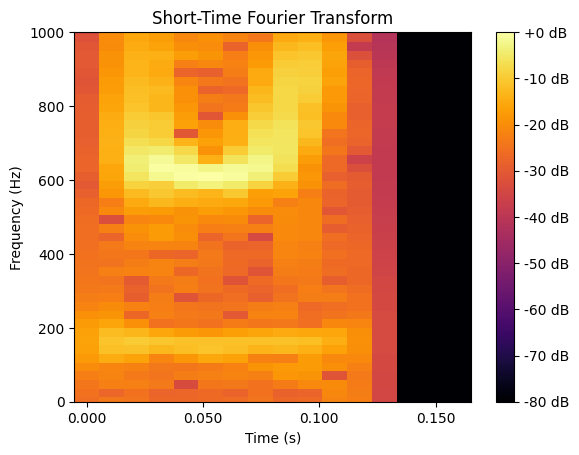 Short-Time Fourier Transform
Frequency (Hz)
1000
800
600
400
200
0
0.000
0.050
0.100
0.150
Time (s)
+0 dB
-10 dB
-20 dB
-30 dB
-40 dB
-50 dB
-60 dB
-70 dB
-80 dB